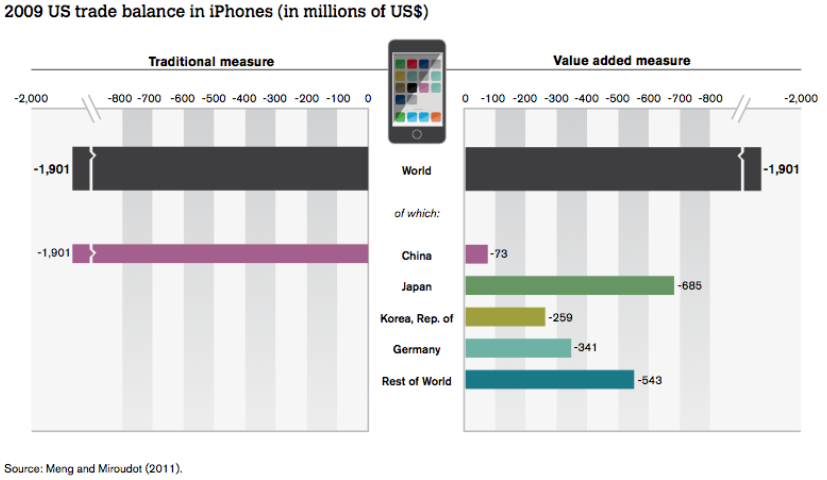 2009 US trade balance in iPhones (in millions of US$)
Traditional measure
Value added measure
-2,000 -800 -700 -600 -500 -400 -300 -200 -100 0
0 -100 -200 -300 -400 -500 -600 -700 -800 -2,000
-1,901 World -1,901
of which:
-1,901 China -73
Japan -685
Korea, Rep. of -259
Germany -341
Rest of World -543
Source: Meng and Miroudot (2011).